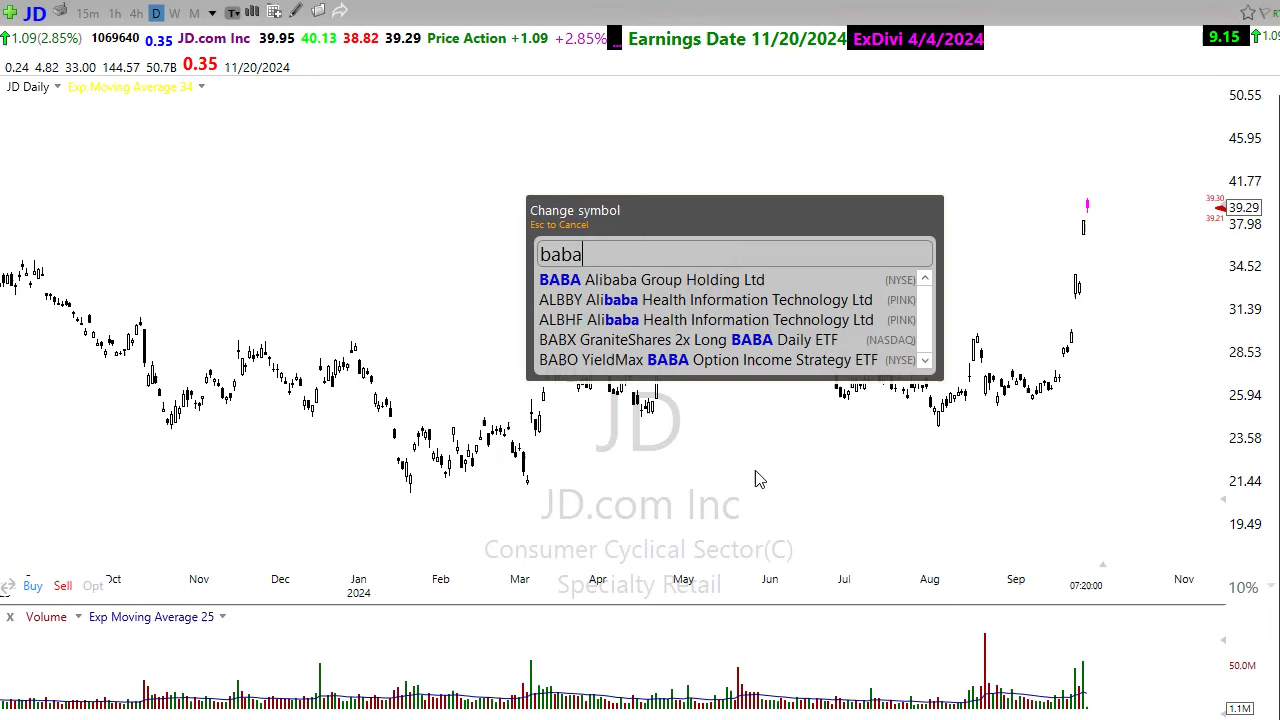 JD 15m 1h 4h D W M
1.09(2.85%) 1069640 0.35 JD.com Inc 39.95 40.13 38.82 39.29 Price Action +1.09 +2.85% ... Earnings Date 11/20/2024 ExDivi 4/4/2024 9.15 1.09
0.24 4.82 33.00 144.57 50.7B 0.35 11/20/2024
JD Daily Exp Moving Average 34
50.55
45.95
41.77
39.30
39.29
39.21
37.98
34.52
31.39
28.53
25.94
23.58
21.44
19.49
Change symbol
Esc to Cancel
baba
BABA Alibaba Group Holding Ltd (NYSE)
ALBBY Alibaba Health Information Technology Ltd (PINK)
ALBHF Alibaba Health Information Technology Ltd (PINK)
BABX GraniteShares 2x Long BABA Daily ETF (NASDAQ)
BABO YieldMax BABA Option Income Strategy ETF (NYSE)
JD
JD.com Inc
Consumer Cyclical Sector(C)
Specialty Retail
Oct Nov Dec Jan Feb Mar Apr May Jun Jul Aug Sep 07:20:00 Nov
2024
Buy Sell Opt 10%
X Volume Exp Moving Average 25
50.0M
1.1M